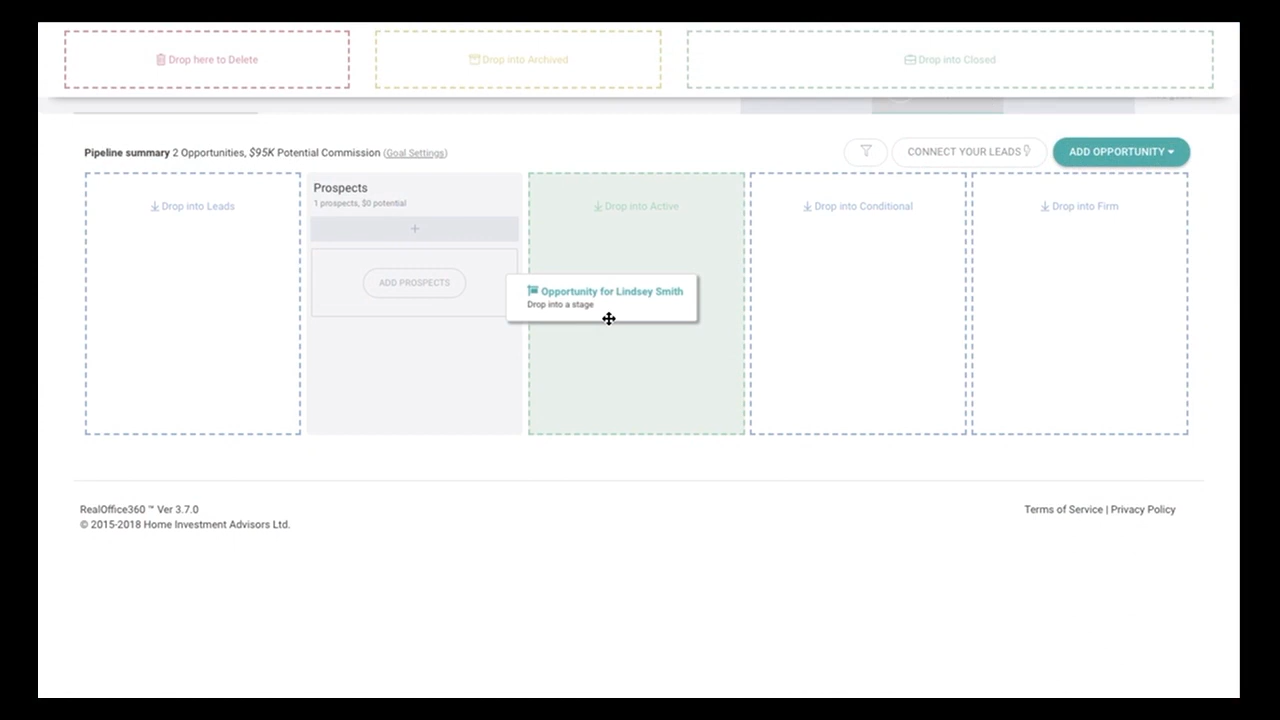 Drop here to Delete
Drop into Archived
Drop into Closed
Pipeline summary 2 Opportunities, $95K Potential Commission (Goal Settings)
CONNECT YOUR LEADS
ADD OPPORTUNITY
Drop into Leads
Prospects
1 prospects, $0 potential
+
ADD PROSPECTS
Drop into Active
Opportunity for Lindsey Smith
Drop into a stage
Drop into Conditional
Drop into Firm
RealOffice360 ™ Ver 3.7.0
© 2015-2018 Home Investment Advisors Ltd.
Terms of Service | Privacy Policy